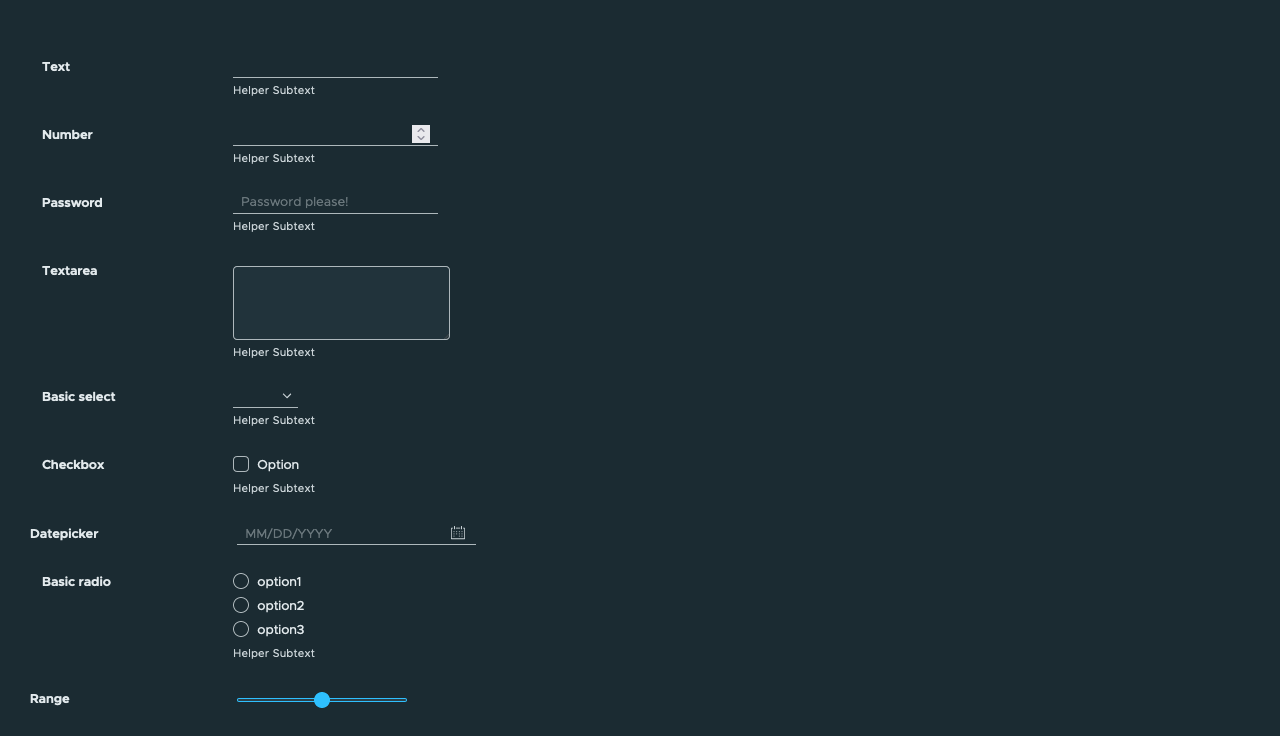 Text
Helper Subtext
Number
Helper Subtext
Password
Password please!
Helper Subtext
Textarea
Helper Subtext
Basic select
Helper Subtext
Checkbox
Option
Helper Subtext
Datepicker
MM/DD/YYYY
Basic radio
option1
option2
option3
Helper Subtext
Range